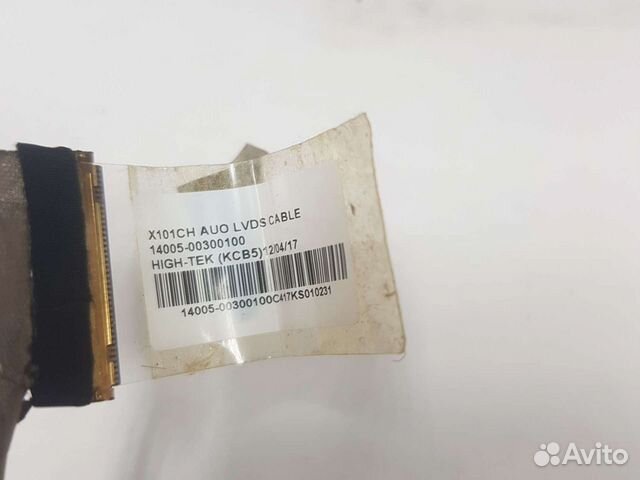 X101CH AUO LVDS CABLE
14005-00300100
HIGH-TEK (KCB5)12/04/17
14005-00300100C417KS010231
Avito